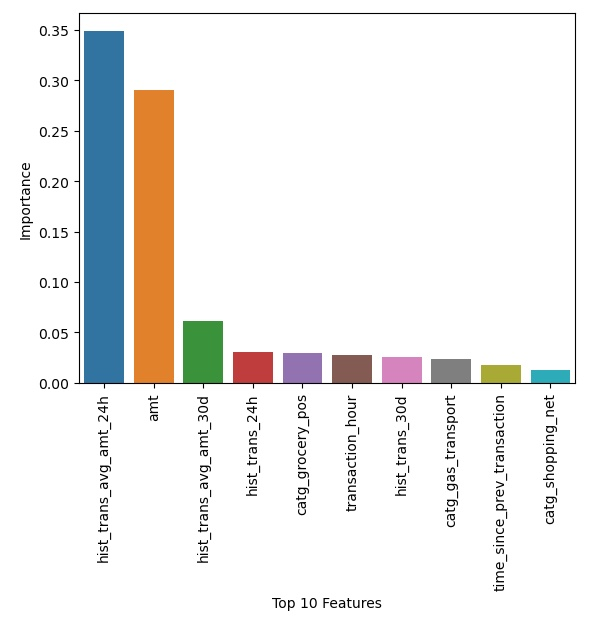 Importance
0.35
0.30
0.25
0.20
0.15
0.10
0.05
0.00
hist_trans_avg_amt_24h
amt
hist_trans_avg_amt_30d
hist_trans_24h
catg_grocery_pos
transaction_hour
hist_trans_30d
catg_gas_transport
time_since_prev_transaction
catg_shopping_net
Top 10 Features